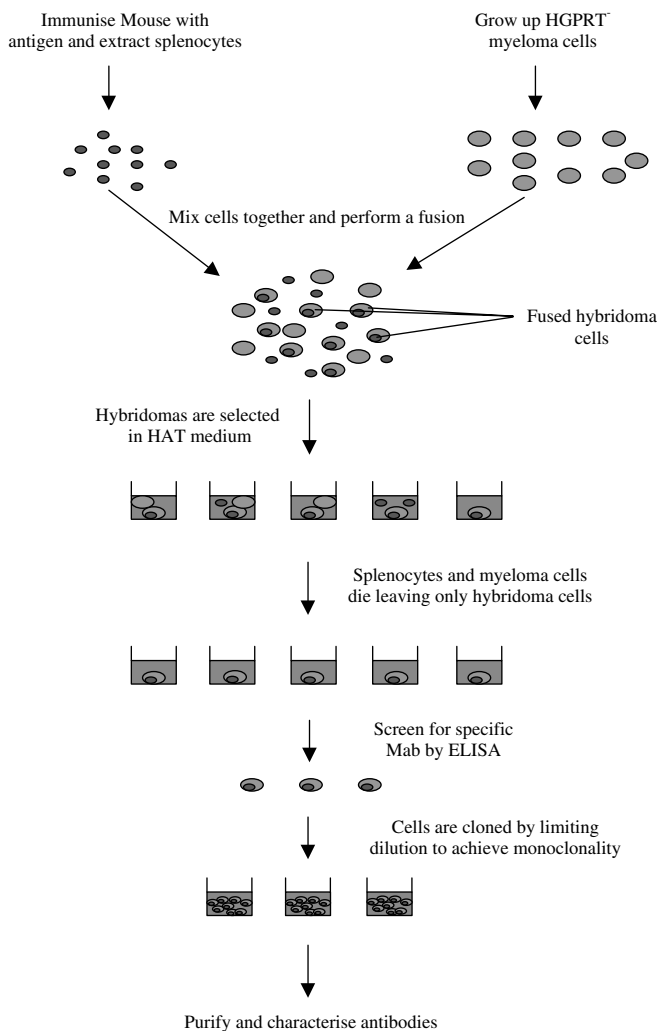 Immunise Mouse with
antigen and extract splenocytes
Grow up HGPRT⁻
myeloma cells
Mix cells together and perform a fusion
Fused hybridoma
cells
Hybridomas are selected
in HAT medium
Splenocytes and myeloma cells
die leaving only hybridoma cells
Screen for specific
Mab by ELISA
Cells are cloned by limiting
dilution to achieve monoclonality
Purify and characterise antibodies